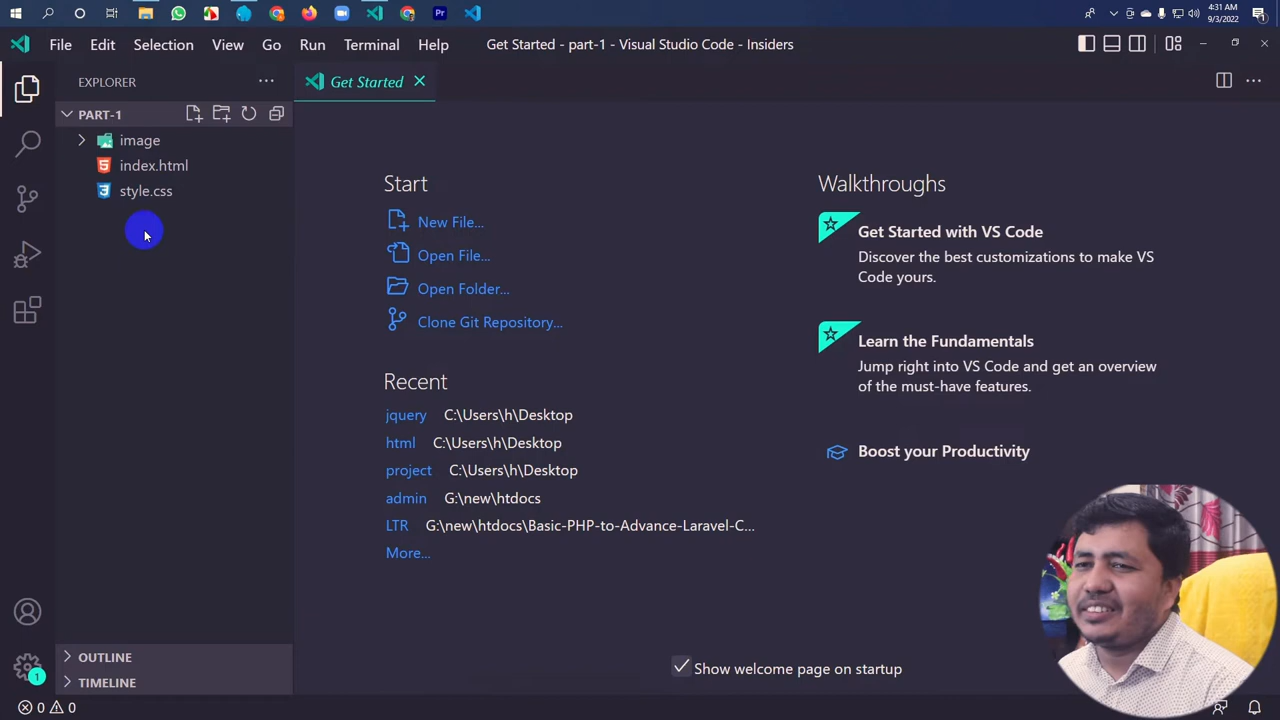 4:31 AM
9/3/2022
File Edit Selection View Go Run Terminal Help
Get Started - part-1 - Visual Studio Code - Insiders
EXPLORER
Get Started
PART-1
image
index.html
style.css
Start
New File...
Open File...
Open Folder...
Clone Git Repository...
Recent
jquery C:\Users\h\Desktop
html C:\Users\h\Desktop
project C:\Users\h\Desktop
admin G:\new\htdocs
LTR G:\new\htdocs\Basic-PHP-to-Advance-Laravel-C...
More...
Walkthroughs
Get Started with VS Code
Discover the best customizations to make VS
Code yours.
Learn the Fundamentals
Jump right into VS Code and get an overview
of the must-have features.
Boost your Productivity
Show welcome page on startup
OUTLINE
TIMELINE
1
0 0